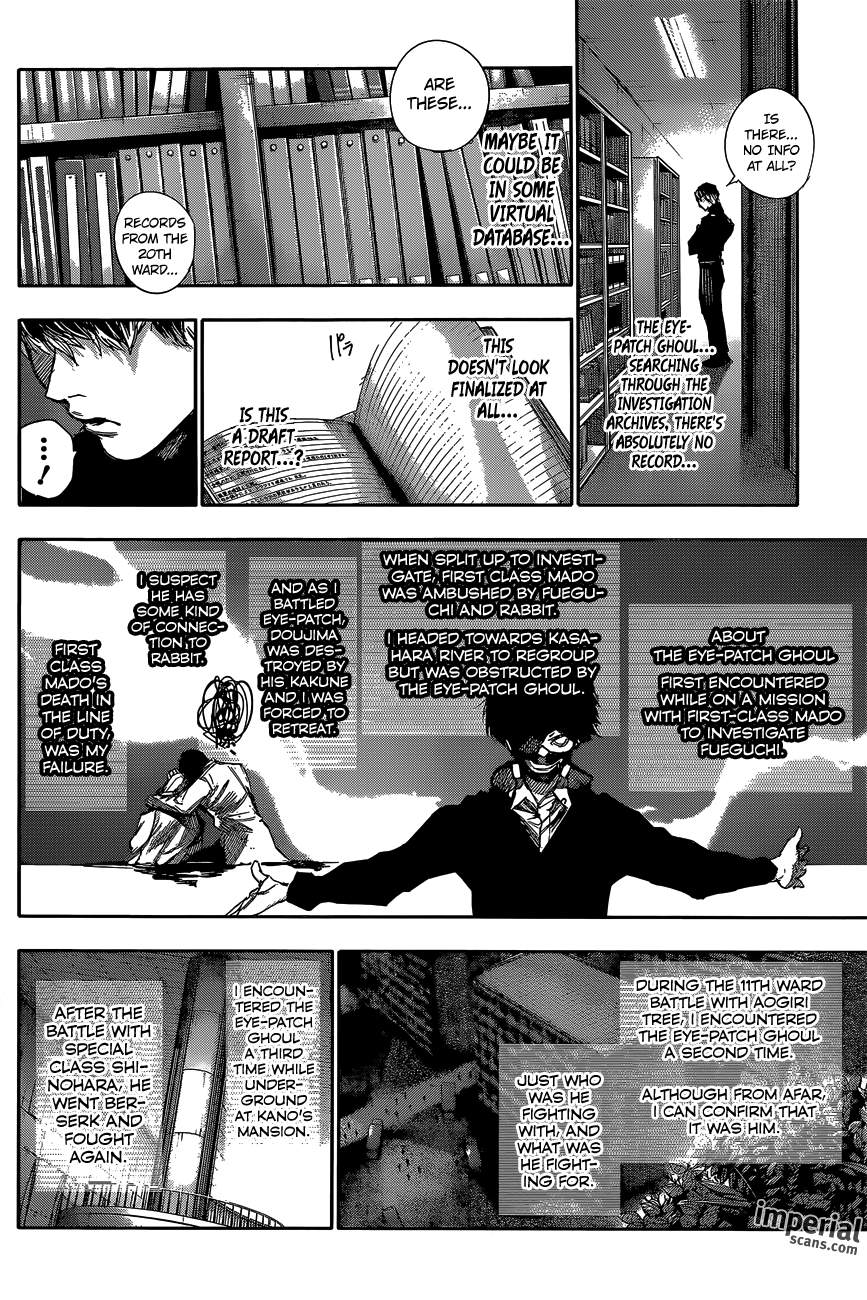 IS
THERE...
NO INFO
AT ALL?
THE EYE-
PATCH GHOUL...
SEARCHING
THROUGH THE
INVESTIGATION
ARCHIVES, THERE'S
ABSOLUTELY NO
RECORD...
ARE
THESE...
MAYBE IT
COULD BE
IN SOME
VIRTUAL
DATABASE...
RECORDS
FROM THE
20TH
WARD...
THIS
DOESN'T LOOK
FINALIZED AT
ALL...
パラ
IS THIS
A DRAFT
REPORT...?
...!
ABOUT
THE EYE-PATCH GHOUL
FIRST ENCOUNTERED
WHILE ON A MISSION
WITH FIRST-CLASS MADO
TO INVESTIGATE
FUEGUCHI.
WHEN SPLIT UP TO INVESTI-
GATE, FIRST CLASS MADO
WAS AMBUSHED BY FUEGU-
CHI AND RABBIT.
I HEADED TOWARDS KASA-
HARA RIVER TO REGROUP
BUT WAS OBSTRUCTED BY
THE EYE-PATCH GHOUL.
AND AS I
BATTLED
EYE-PATCH,
DOUJIMA
WAS DES-
TROYED BY
HIS KAKUNE
AND I WAS
FORCED TO
RETREAT.
I SUSPECT
HE HAS
SOME KIND
OF CONNEC-
TION TO
RABBIT.
FIRST
CLASS
MADO'S
DEATH IN
THE LINE
OF DUTY,
WAS MY
FAILURE.
DURING THE 11TH WARD
BATTLE WITH AOGIRI
TREE, I ENCOUNTERED
THE EYE-PATCH GHOUL
A SECOND TIME.
ALTHOUGH FROM AFAR,
I CAN CONFIRM THAT
IT WAS HIM.
JUST WHO
WAS HE
FIGHTING
WITH, AND
WHAT WAS
HE FIGHT-
ING FOR.
I ENCOUN-
TERED THE
EYE-PATCH
GHOUL
A THIRD
TIME WHILE
UNDER-
GROUND
AT KANO'S
MANSION.
AFTER THE
BATTLE WITH
SPECIAL
CLASS SHI-
NOHARA, HE
WENT BER-
SERK AND
FOUGHT
AGAIN.
imperial
scans.com